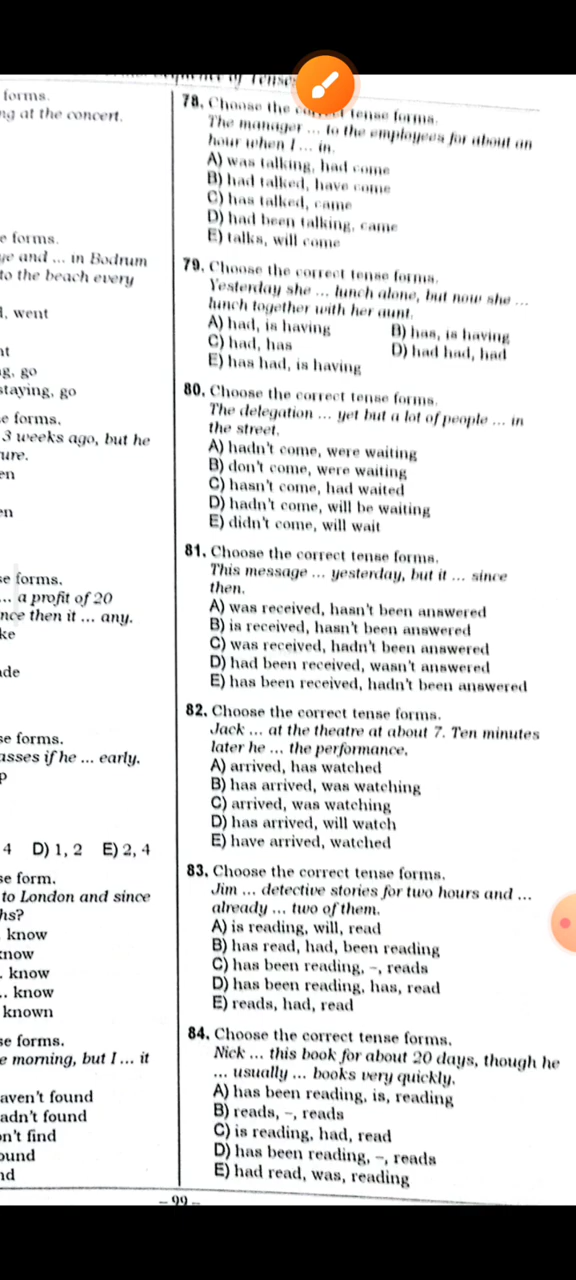 forms.
ng at the concert.
e forms.
ye and ... in Bodrum
to the beach every
l, went
nt
g, go
staying, go
e forms.
3 weeks ago, but he
ure.
en
en
se forms.
... a profit of 20
nce then it ... any.
ke
de
se forms.
asses if he ... early.
p
4 D) 1, 2 E) 2, 4
se form.
to London and since
hs?
. know
know
. know
.. know
known
se forms.
e morning, but I ... it
aven't found
adn't found
n't find
ound
nd
of Tense
78. Choose the correct tense forms.
The manager ... to the employees for about an
hour when I ... in.
A) was talking, had come
B) had talked, have come
C) has talked, came
D) had been talking, came
E) talks, will come
79. Choose the correct tense forms.
Yesterday she ... lunch alone, but now she ...
lunch together with her aunt.
A) had, is having B) has, is having
C) had, has D) had had, had
E) has had, is having
80. Choose the correct tense forms.
The delegation ... yet but a lot of people ... in
the street.
A) hadn't come, were waiting
B) don't come, were waiting
C) hasn't come, had waited
D) hadn't come, will be waiting
E) didn't come, will wait
81. Choose the correct tense forms.
This message ... yesterday, but it ... since
then.
A) was received, hasn't been answered
B) is received, hasn't been answered
C) was received, hadn't been answered
D) had been received, wasn't answered
E) has been received, hadn't been answered
82. Choose the correct tense forms.
Jack ... at the theatre at about 7. Ten minutes
later he ... the performance.
A) arrived, has watched
B) has arrived, was watching
C) arrived, was watching
D) has arrived, will watch
E) have arrived, watched
83. Choose the correct tense forms.
Jim ... detective stories for two hours and ...
already ... two of them.
A) is reading, will, read
B) has read, had, been reading
C) has been reading, -, reads
D) has been reading, has, read
E) reads, had, read
84. Choose the correct tense forms.
Nick ... this book for about 20 days, though he
... usually ... books very quickly.
A) has been reading, is, reading
B) reads, -, reads
C) is reading, had, read
D) has been reading, -, reads
E) had read, was, reading
- 99 -